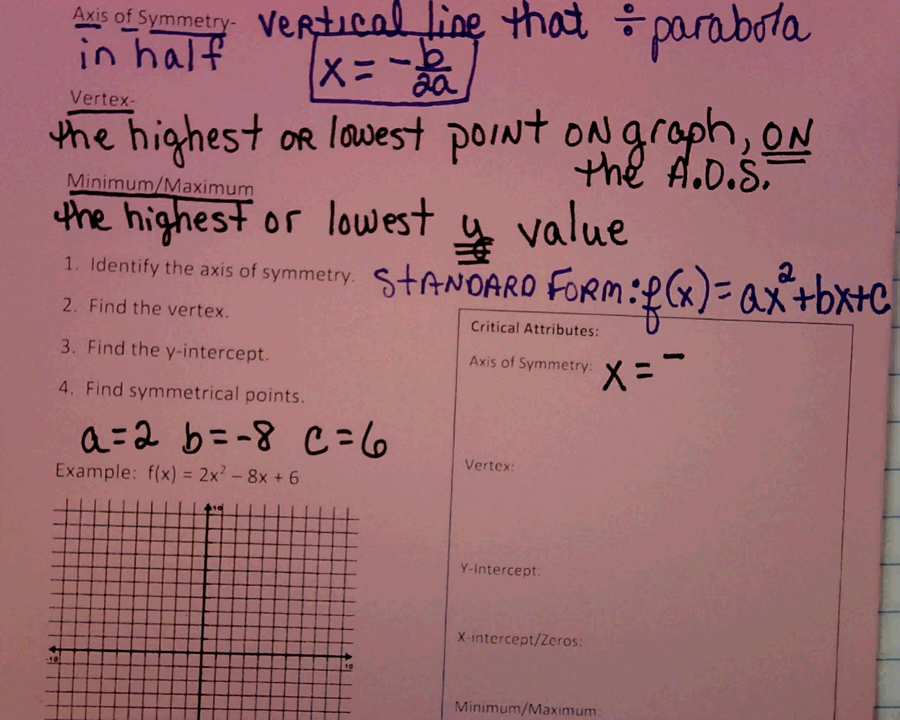 Axis of Symmetry- vertical line that ÷ parabola
in half x = -b/2a
Vertex-
the highest OR lowest point ON graph, ON
the A.O.S.
Minimum/Maximum
the highest or lowest y value
1. Identify the axis of symmetry. STANDARD FORM: f(x) = ax²+bx+c
2. Find the vertex.
3. Find the y-intercept.
4. Find symmetrical points.
a=2 b=-8 c=6
Example: f(x) = 2x² – 8x + 6
10
-10 10
Critical Attributes:
Axis of Symmetry: x = -
Vertex:
Y-Intercept:
X-intercept/Zeros:
Minimum/Maximum: